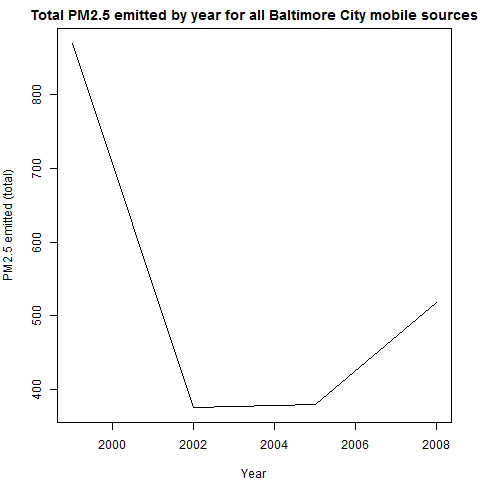 Total PM2.5 emitted by year for all Baltimore City mobile sources
PM2.5 emitted (total)
800
700
600
500
400
2000 2002 2004 2006 2008
Year